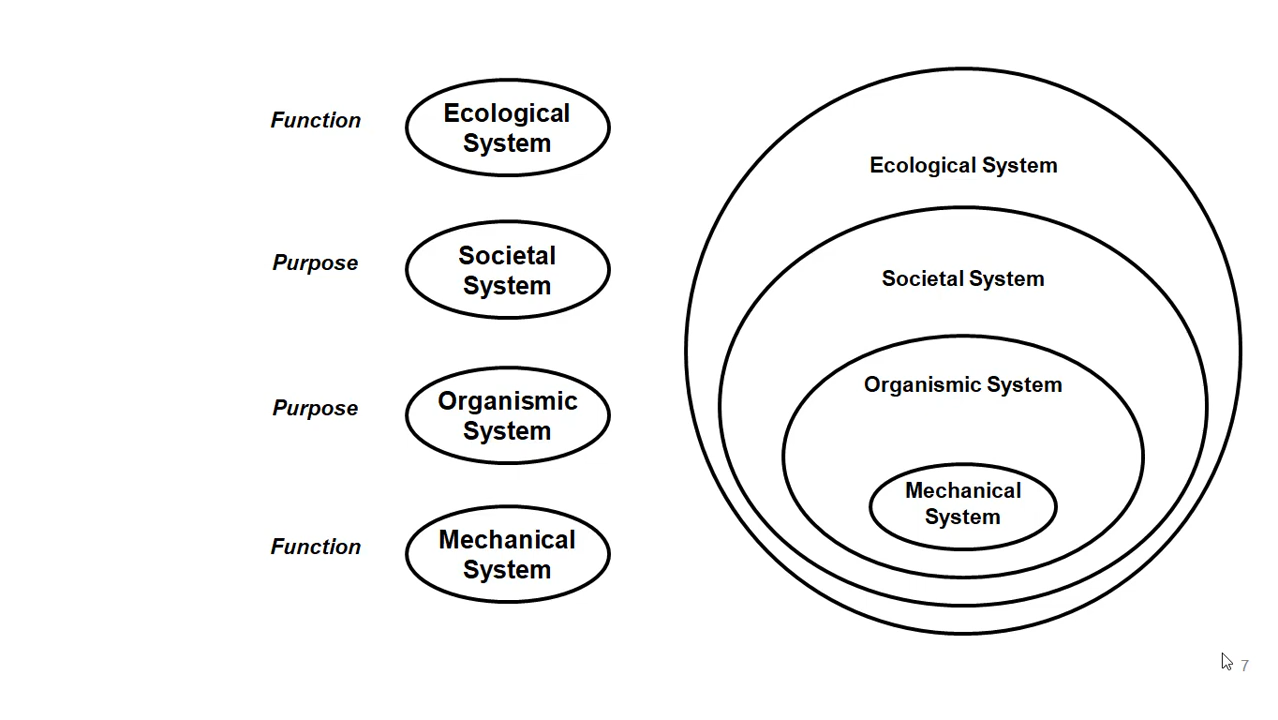 Function
Ecological
System
Purpose
Societal
System
Purpose
Organismic
System
Function
Mechanical
System
Ecological System
Societal System
Organismic System
Mechanical
System
7